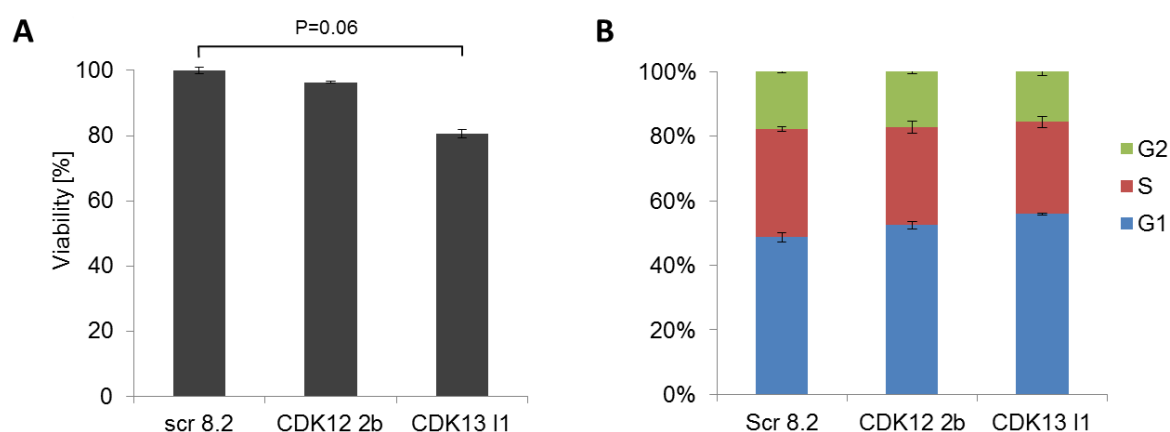 A
P=0.06
Viability [%]
100
80
60
40
20
0
scr 8.2 CDK12 2b CDK13 I1
B
100%
80%
60%
40%
20%
0%
Scr 8.2 CDK12 2b CDK13 I1
G2
S
G1